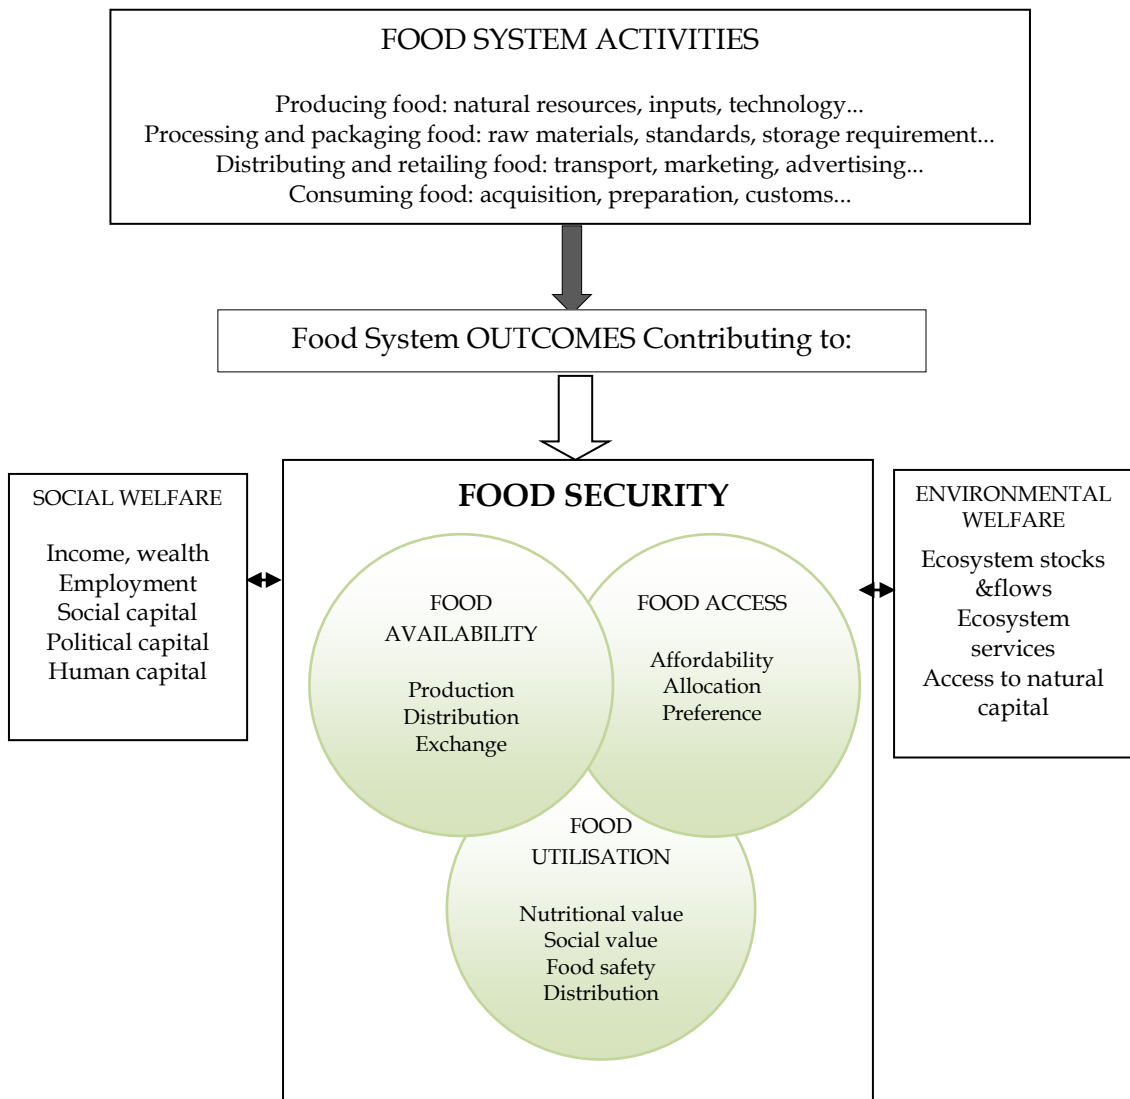 FOOD SYSTEM ACTIVITIES
Producing food: natural resources, inputs, technology...
Processing and packaging food: raw materials, standards, storage requirement...
Distributing and retailing food: transport, marketing, advertising...
Consuming food: acquisition, preparation, customs...
Food System OUTCOMES Contributing to:
SOCIAL WELFARE
Income, wealth
Employment
Social capital
Political capital
Human capital
FOOD SECURITY
FOOD
AVAILABILITY
Production
Distribution
Exchange
FOOD ACCESS
Affordability
Allocation
Preference
FOOD
UTILISATION
Nutritional value
Social value
Food safety
Distribution
ENVIRONMENTAL
WELFARE
Ecosystem stocks
&flows
Ecosystem
services
Access to natural
capital